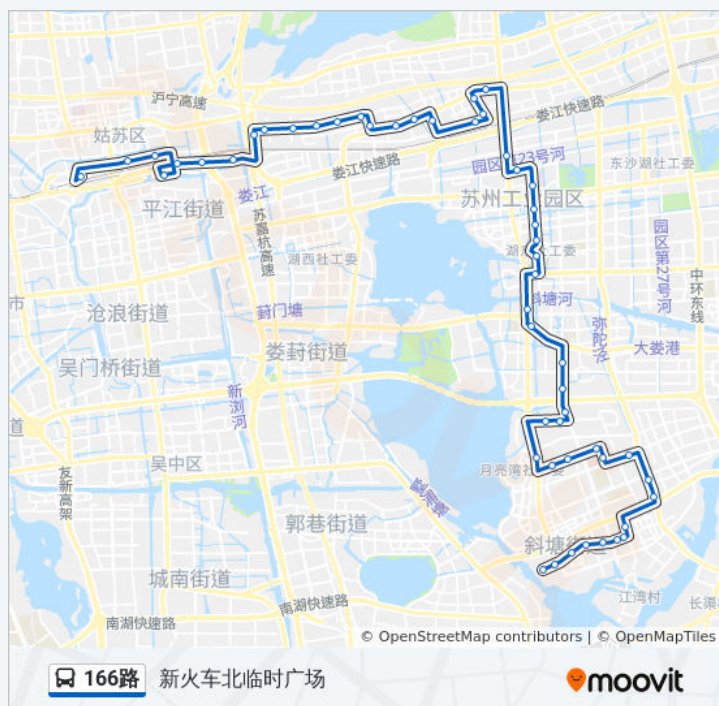 沪宁高速
姑苏区
娄江快速路
娄江快速路
园区第23号河
东沙湖社工委
平江街道
娄江
苏州工业园区
苏嘉杭高速
湖西社工委
园区第27号河
中环东线
市
沧浪街道
葑门塘
斜塘河
吴门桥街道
娄葑街道
弥陀泾
大娄港
道
新浏河
友新高架
吴中区
郭巷街道
斜塘街道
城南街道
江湾村
南湖快速路
南湖快速路
© OpenStreetMap contributors | © OpenMapTiles
166路
新火车北临时广场
moovit